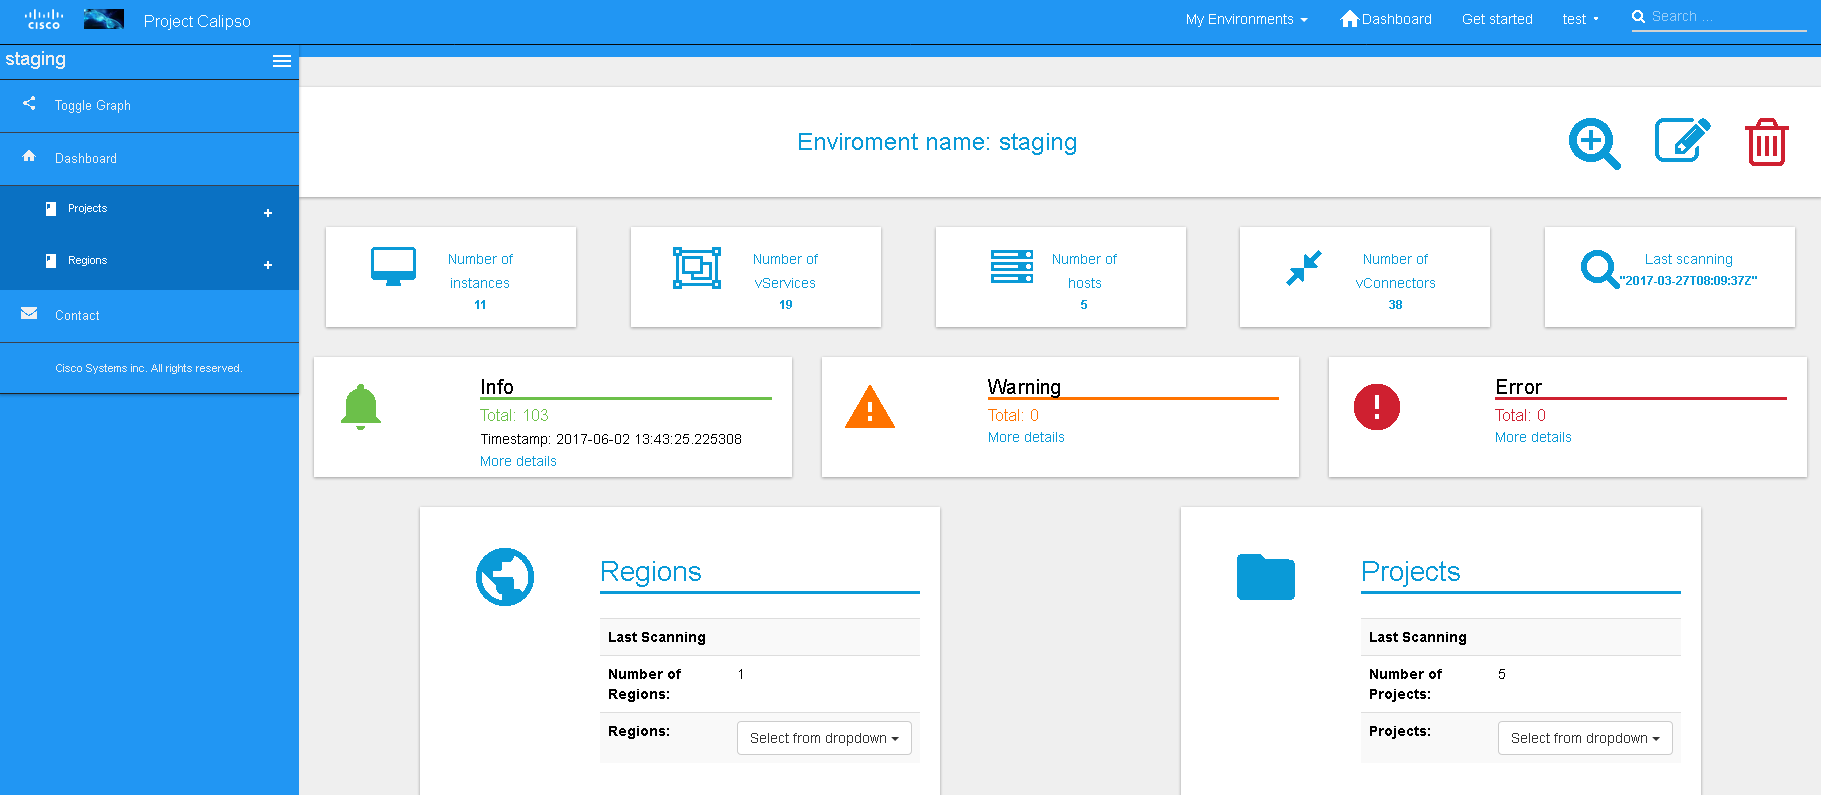 CISCO
Project Calipso
My Environments
Dashboard
Get started
test
Search ...
staging
Toggle Graph
Dashboard
Projects
+
Regions
+
Contact
Cisco Systems inc. All rights reserved.
Enviroment name: staging
Number of
instances
11
Number of
vServices
19
Number of
hosts
5
Number of
vConnectors
38
Last scanning
"2017-03-27T08:09:37Z"
Info
Total: 103
Timestamp: 2017-06-02 13:43:25.225308
More details
Warning
Total: 0
More details
Error
Total: 0
More details
Regions
Last Scanning
Number of Regions: 1
Regions: Select from dropdown
Projects
Last Scanning
Number of Projects: 5
Projects: Select from dropdown